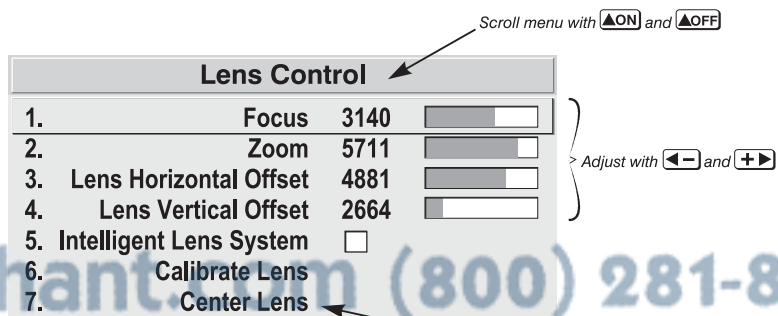 Scroll menu with ▲ON and ▲OFF
Lens Control
1. Focus 3140
2. Zoom 5711
3. Lens Horizontal Offset 4881
4. Lens Vertical Offset 2664
Adjust with ◀− and +▶
5. Intelligent Lens System
6. Calibrate Lens
7. Center Lens
hant.com (800) 281-8